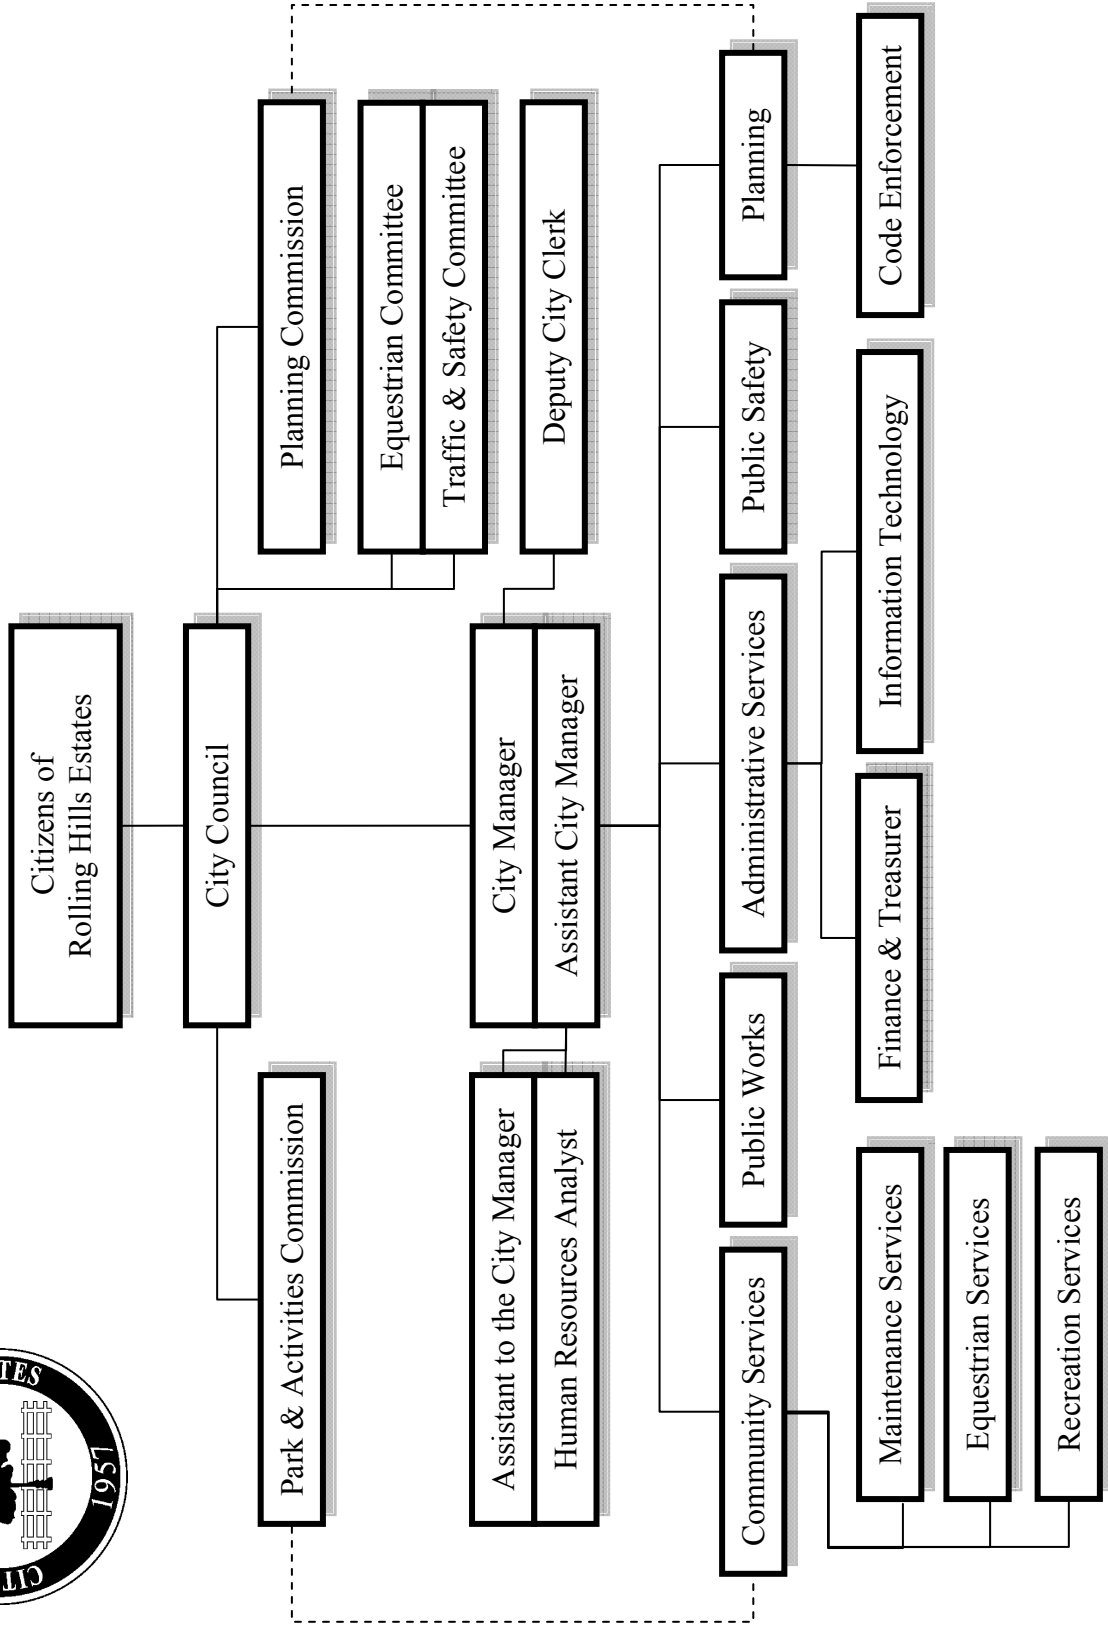 Citizens of
Rolling Hills Estates
City Council
Park & Activities Commission
Planning Commission
Equestrian Committee
Traffic & Safety Committee
Assistant to the City Manager
Human Resources Analyst
City Manager
Assistant City Manager
Deputy City Clerk
Community Services
Public Works
Administrative Services
Public Safety
Planning
Maintenance Services
Equestrian Services
Recreation Services
Finance & Treasurer
Information Technology
Code Enforcement
1957